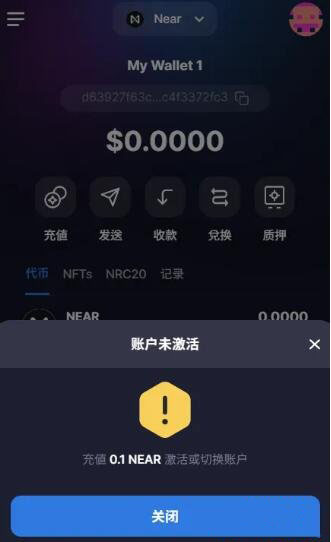 Near
My Wallet 1
d63927f63c...c4f3372fc3
$0.0000
充值 发送 收款 兑换 质押
代币 NFTs NRC20 记录
NEAR 0.0000
账户未激活
充值 0.1 NEAR 激活或切换账户
关闭